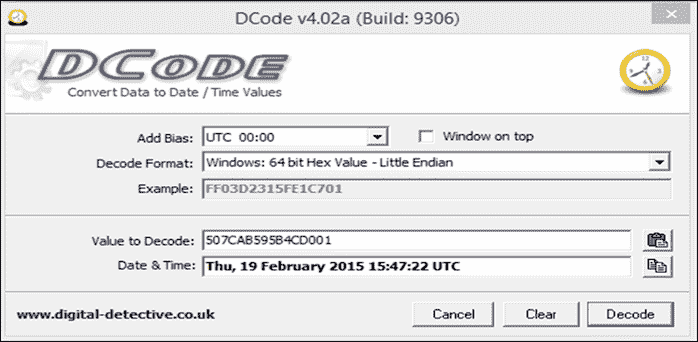 DCode v4.02a (Build: 9306)
DCODE
Convert Data to Date / Time Values
Add Bias: UTC 00:00 Window on top
Decode Format: Windows: 64 bit Hex Value - Little Endian
Example: FF03D2315FE1C701
Value to Decode: 507CAB595B4CD001
Date & Time: Thu, 19 February 2015 15:47:22 UTC
www.digital-detective.co.uk Cancel Clear Decode